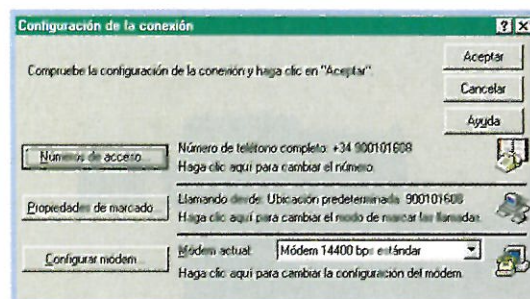 Configuración de la conexión
Compruebe la configuración de la conexión y haga clic en "Aceptar".
Aceptar
Cancelar
Ayuda
Números de acceso...
Número de teléfono completo: +34 900101608
Haga clic aquí para cambiar el número.
Propiedades de marcado...
Llamando desde: Ubicación predeterminada 900101608
Haga clic aquí para cambiar el modo de marcar las llamadas.
Configurar módem...
Módem actual:
Módem 14400 bps estándar
Haga clic aquí para cambiar la configuración del módem.